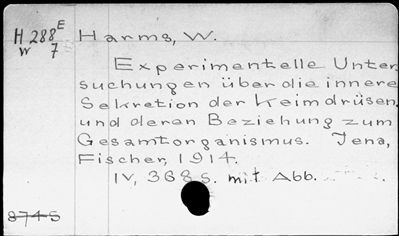 H 288 E
W 7
Harms, W.
Experimentelle Unter-
suchungen über die innere
Sekretion der Keimdrüsen
und deren Beziehung zum
Gesamtorganismus. Jena,
Fischer, 1914.
IV, 368 S. mit Abb.
8748